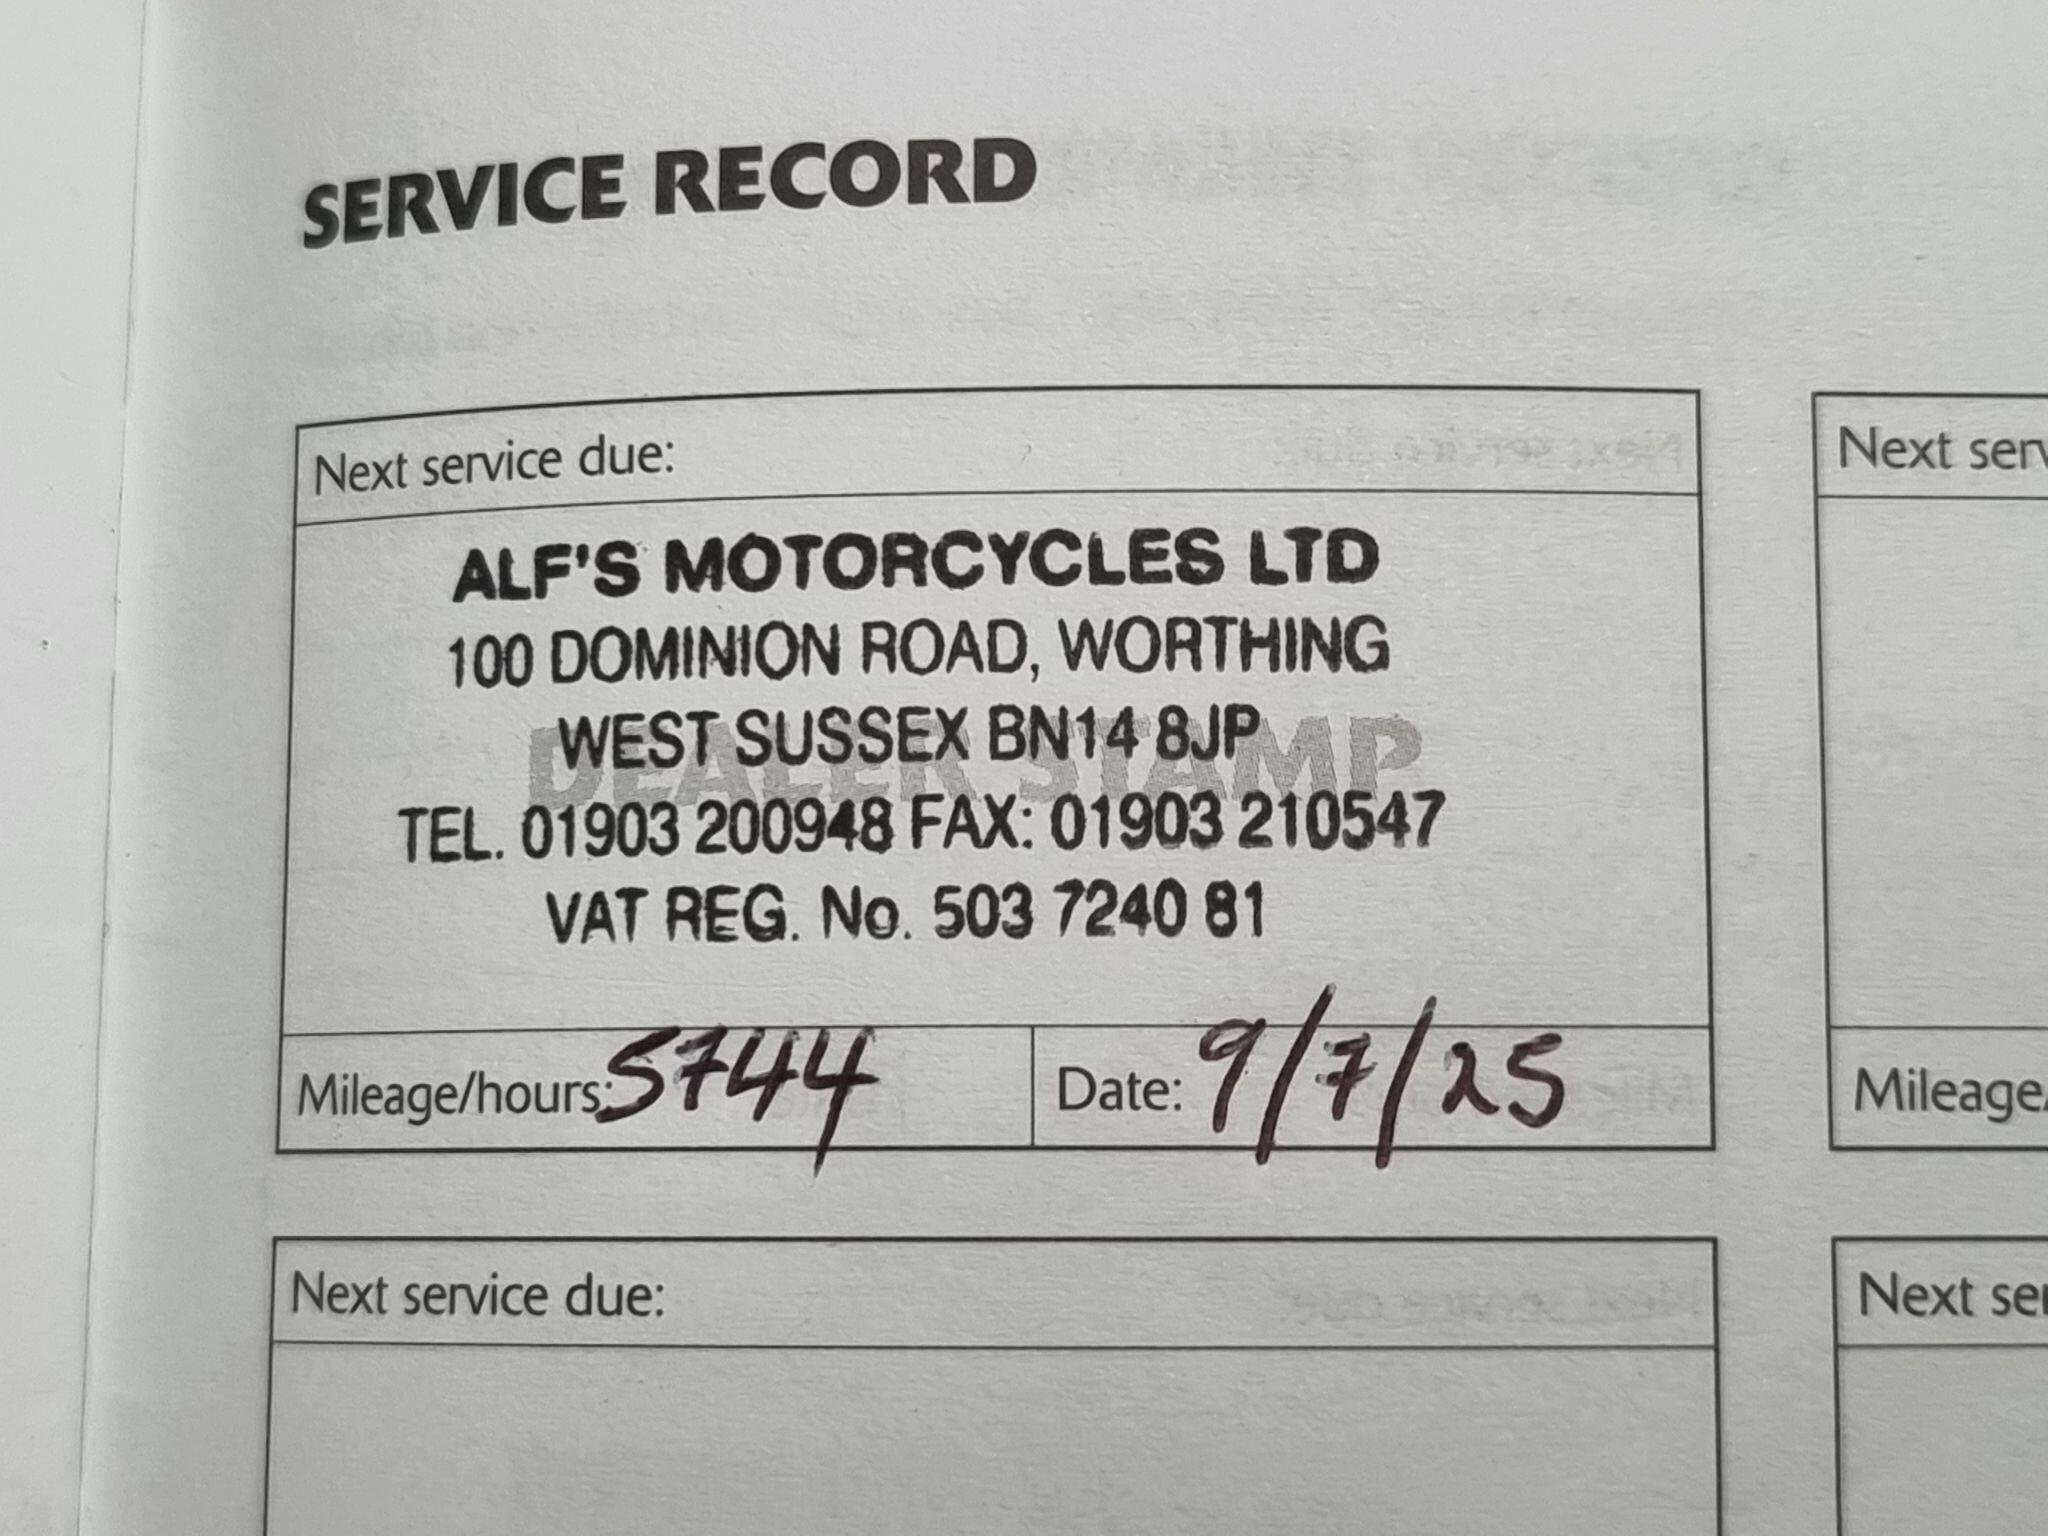 SERVICE RECORD
Next service due:
ALF'S MOTORCYCLES LTD
100 DOMINION ROAD, WORTHING
WEST SUSSEX BN14 8JP
DEALER STAMP
TEL. 01903 200948 FAX: 01903 210547
VAT REG. No. 503 7240 81
Mileage/hours: 5744
Date: 9/7/25
Next service due:
Next ser
Mileage/
Next ser